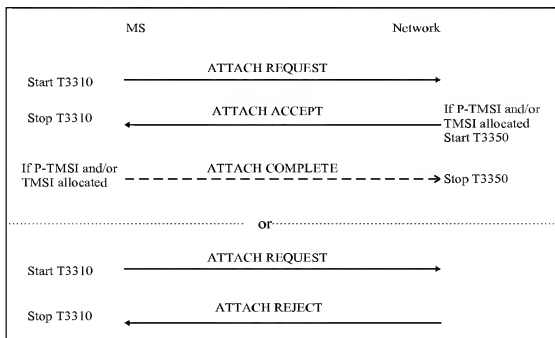 MS Network
ATTACH REQUEST
Start T3310
ATTACH ACCEPT
Stop T3310
If P-TMSI and/or
TMSI allocated
Start T3350
If P-TMSI and/or
TMSI allocated
ATTACH COMPLETE
Stop T3350
or
ATTACH REQUEST
Start T3310
ATTACH REJECT
Stop T3310